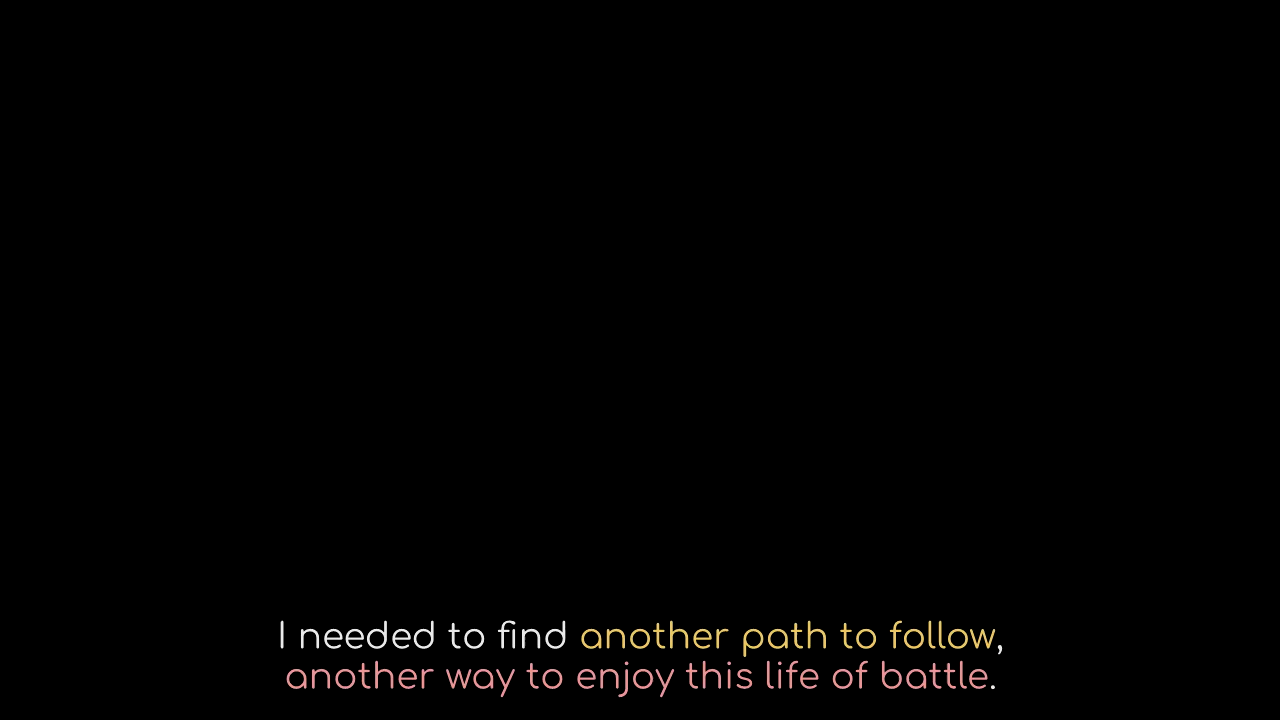 I needed to find another path to follow,
another way to enjoy this life of battle.